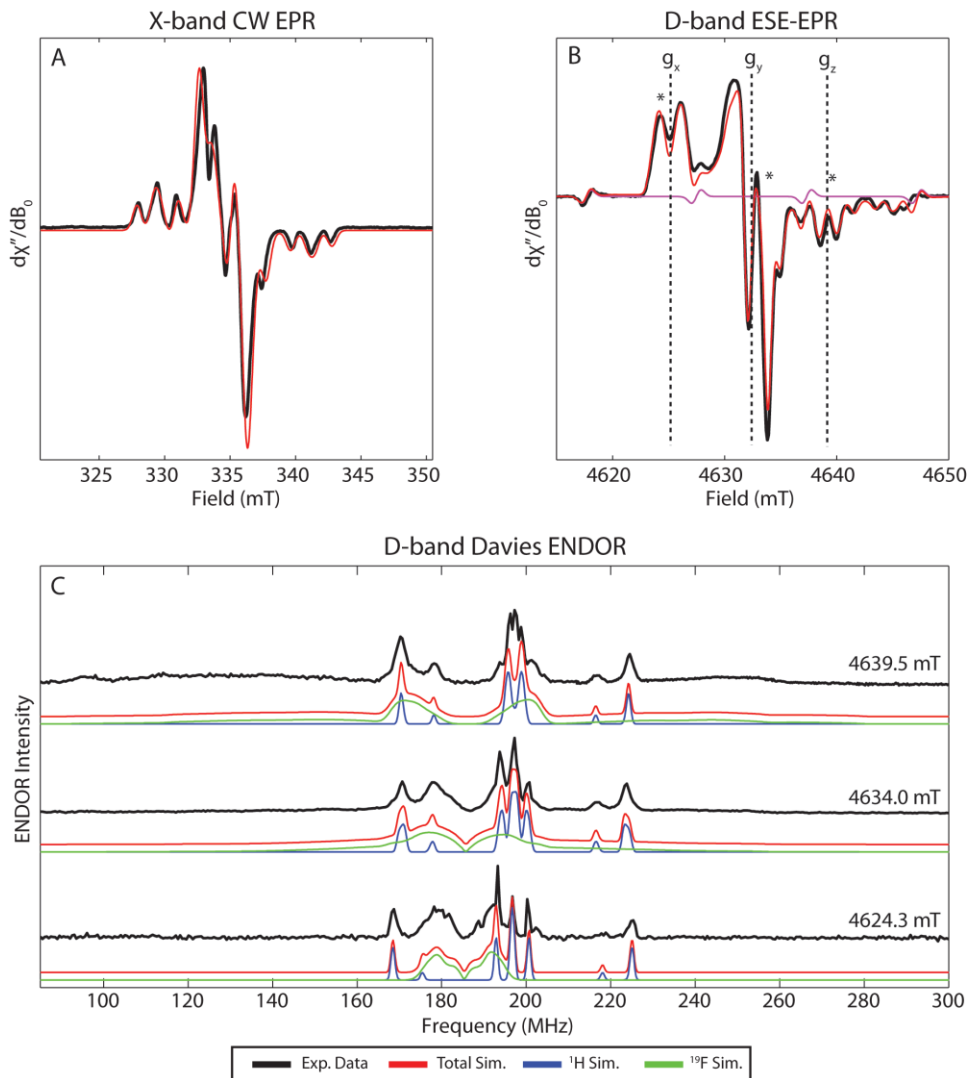 X-band CW EPR
D-band ESE-EPR
A
B
g_x
g_y
g_z
*
*
*
dχ"/dB₀
dχ"/dB₀
325 330 335 340 345 350
4620 4630 4640 4650
Field (mT)
Field (mT)
D-band Davies ENDOR
C
4639.5 mT
4634.0 mT
4624.3 mT
ENDOR Intensity
100 120 140 160 180 200 220 240 260 280 300
Frequency (MHz)
Exp. Data Total Sim. ¹H Sim. ¹⁹F Sim.